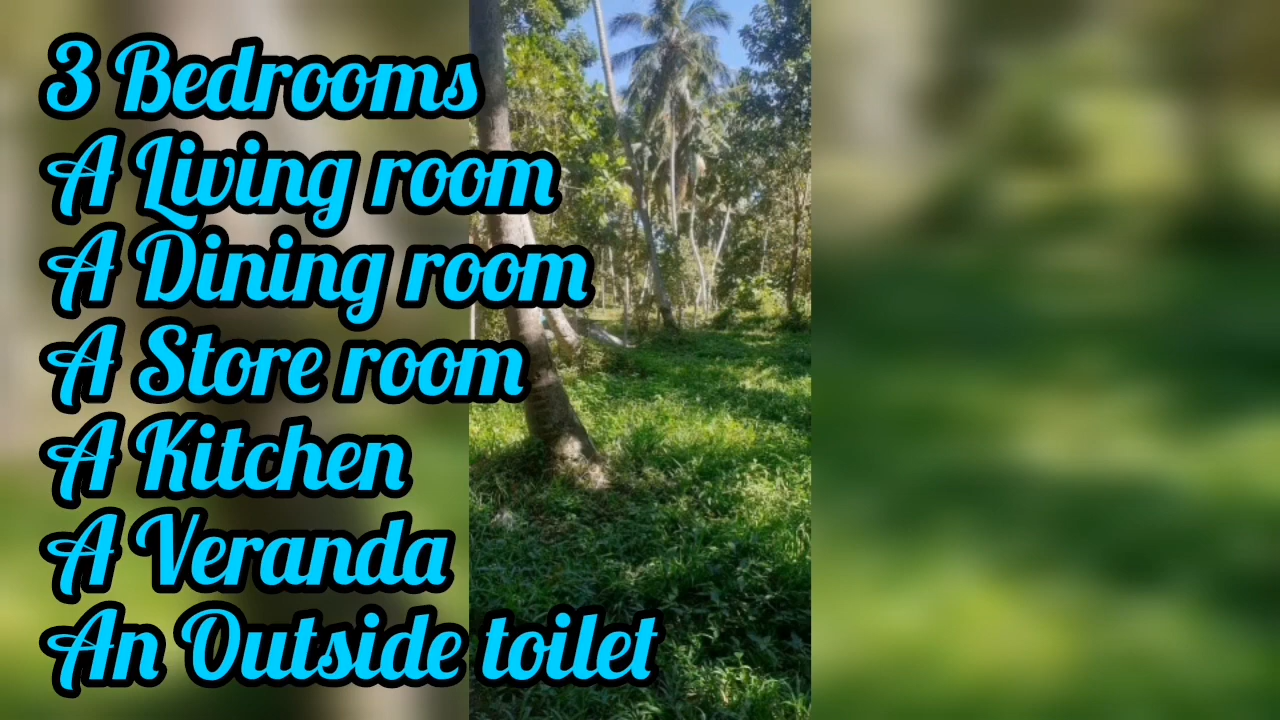 3 Bedrooms
A Living room
A Dining room
A Store room
A Kitchen
A Veranda
An Outside toilet